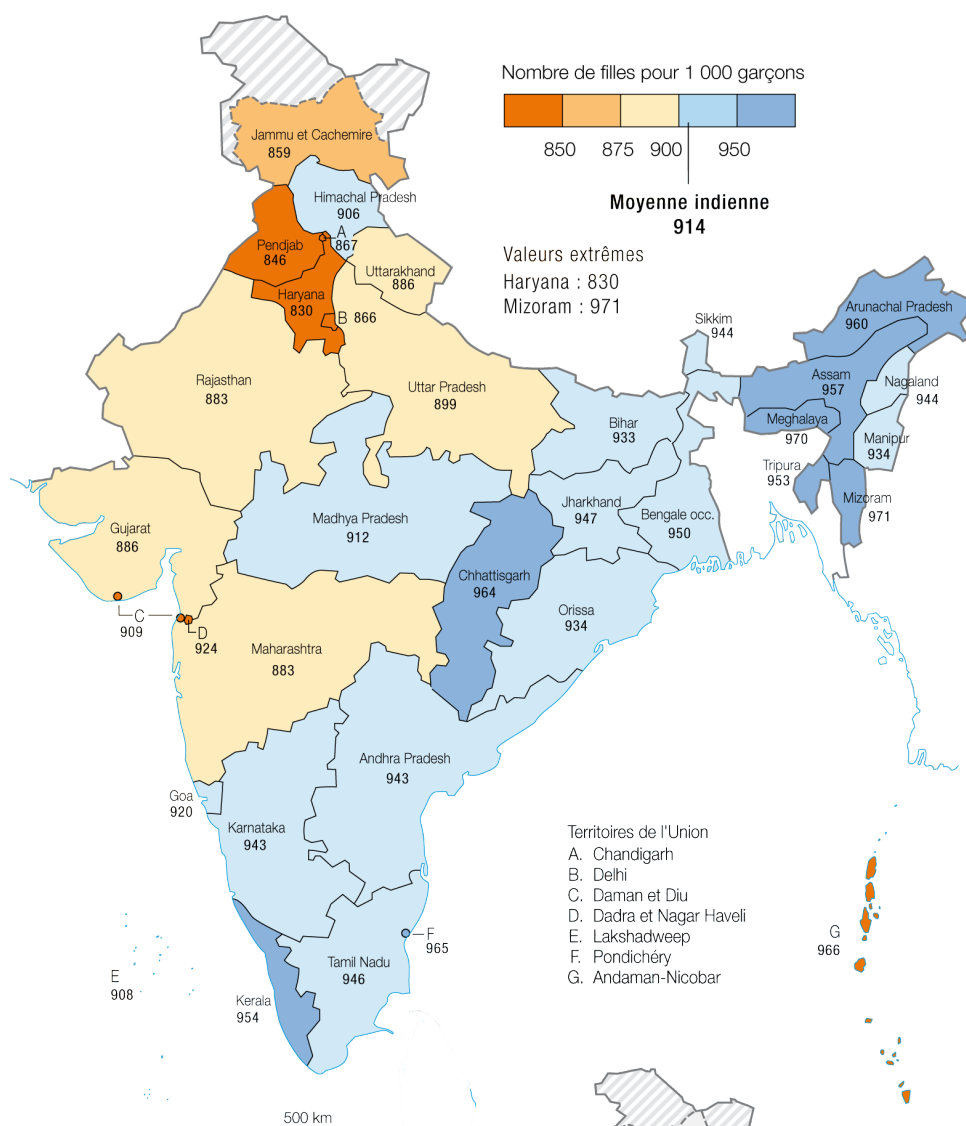 Nombre de filles pour 1 000 garçons
850 875 900 950
Moyenne indienne
914
Valeurs extrêmes
Haryana : 830
Mizoram : 971
Jammu et Cachemire
859
Himachal Pradesh
906
A
867
Pendjab
846
Uttarakhand
886
Haryana
830
B 866
Rajasthan
883
Uttar Pradesh
899
Sikkim
944
Arunachal Pradesh
960
Assam
957
Nagaland
944
Meghalaya
970
Manipur
934
Tripura
953
Mizoram
971
Bihar
933
Jharkhand
947
Bengale occ.
950
Gujarat
886
Madhya Pradesh
912
Chhattisgarh
964
Orissa
934
C
909
D
924
Maharashtra
883
Andhra Pradesh
943
Goa
920
Karnataka
943
F
965
Tamil Nadu
946
Kerala
954
E
908
G
966
Territoires de l'Union
A. Chandigarh
B. Delhi
C. Daman et Diu
D. Dadra et Nagar Haveli
E. Lakshadweep
F. Pondichéry
G. Andaman-Nicobar
500 km